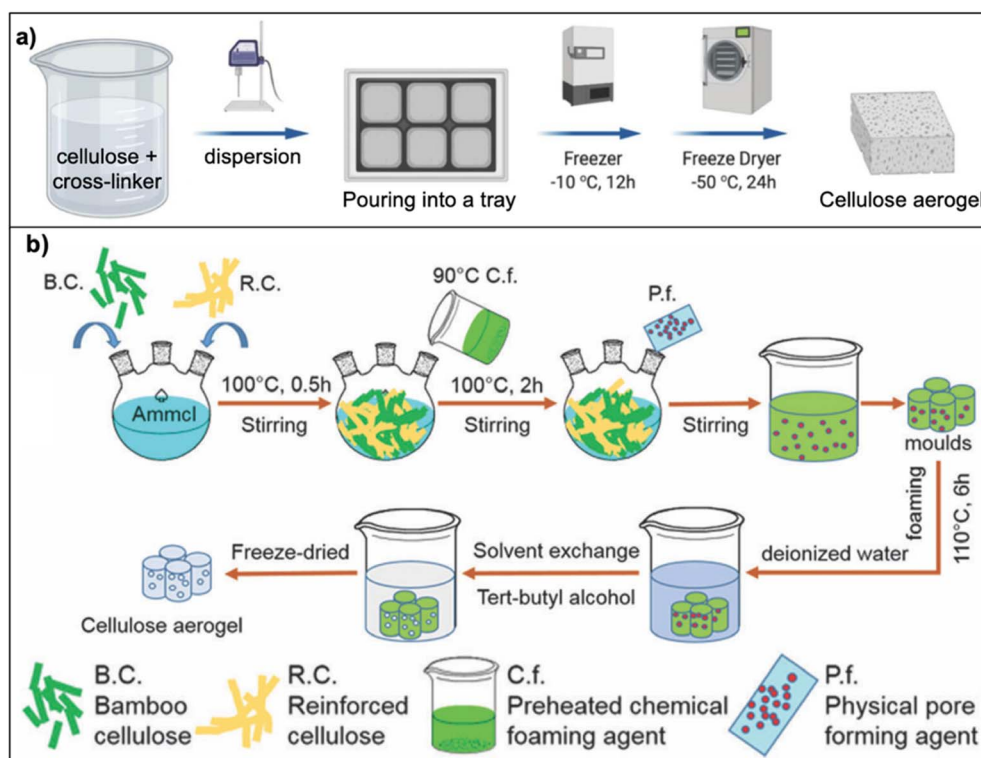 a)
cellulose +
cross-linker
dispersion
Pouring into a tray
Freezer
-10 °C, 12h
Freeze Dryer
-50 °C, 24h
Cellulose aerogel
b)
B.C.
R.C.
Ammcl
100°C, 0.5h
Stirring
90°C C.f.
100°C, 2h
Stirring
P.f.
Stirring
moulds
foaming
110°C, 6h
deionized water
Solvent exchange
Tert-butyl alcohol
Freeze-dried
Cellulose aerogel
B.C.
Bamboo
cellulose
R.C.
Reinforced
cellulose
C.f.
Preheated chemical
foaming agent
P.f.
Physical pore
forming agent